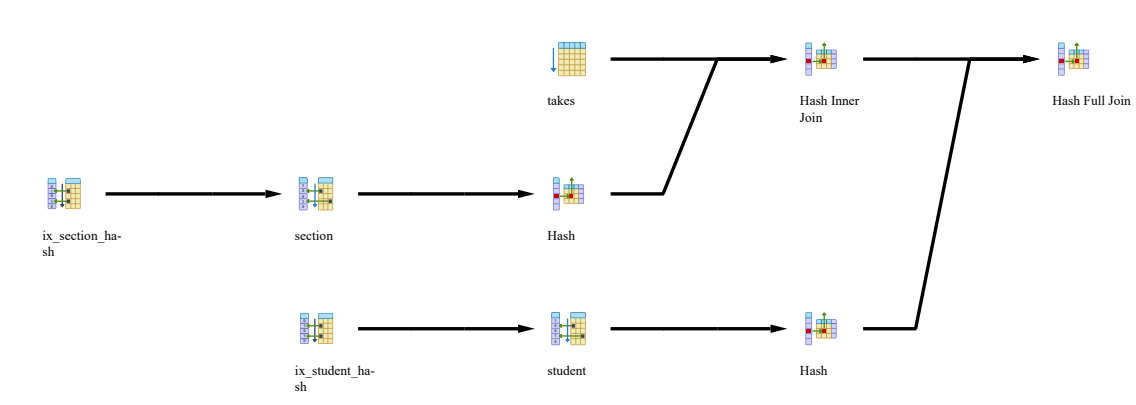 takes
Hash Inner
Join
Hash Full Join
ix_section_ha-
sh
section
Hash
ix_student_ha-
sh
student
Hash